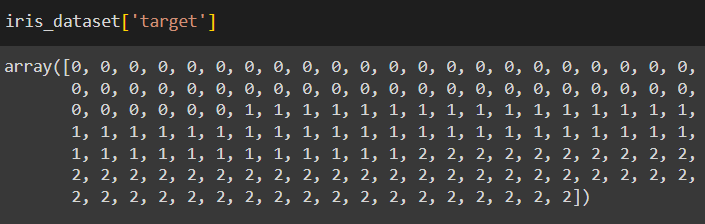 iris_dataset['target']
array([0, 0, 0, 0, 0, 0, 0, 0, 0, 0, 0, 0, 0, 0, 0, 0, 0, 0, 0, 0, 0, 0,
0, 0, 0, 0, 0, 0, 0, 0, 0, 0, 0, 0, 0, 0, 0, 0, 0, 0, 0, 0, 0, 0,
0, 0, 0, 0, 0, 0, 1, 1, 1, 1, 1, 1, 1, 1, 1, 1, 1, 1, 1, 1, 1, 1,
1, 1, 1, 1, 1, 1, 1, 1, 1, 1, 1, 1, 1, 1, 1, 1, 1, 1, 1, 1, 1, 1,
1, 1, 1, 1, 1, 1, 1, 1, 1, 1, 1, 1, 2, 2, 2, 2, 2, 2, 2, 2, 2, 2,
2, 2, 2, 2, 2, 2, 2, 2, 2, 2, 2, 2, 2, 2, 2, 2, 2, 2, 2, 2, 2, 2,
2, 2, 2, 2, 2, 2, 2, 2, 2, 2, 2, 2, 2, 2, 2, 2, 2, 2])